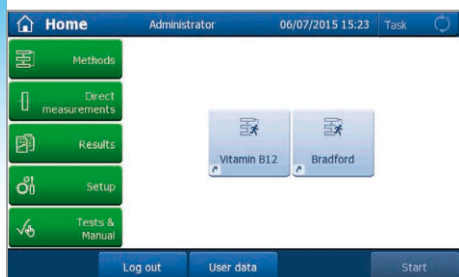 Home
Administrator
06/07/2015 15:23
Task
Methods
Direct
measurements
Results
Setup
Tests &
Manual
Vitamin B12
Bradford
Log out
User data
Start